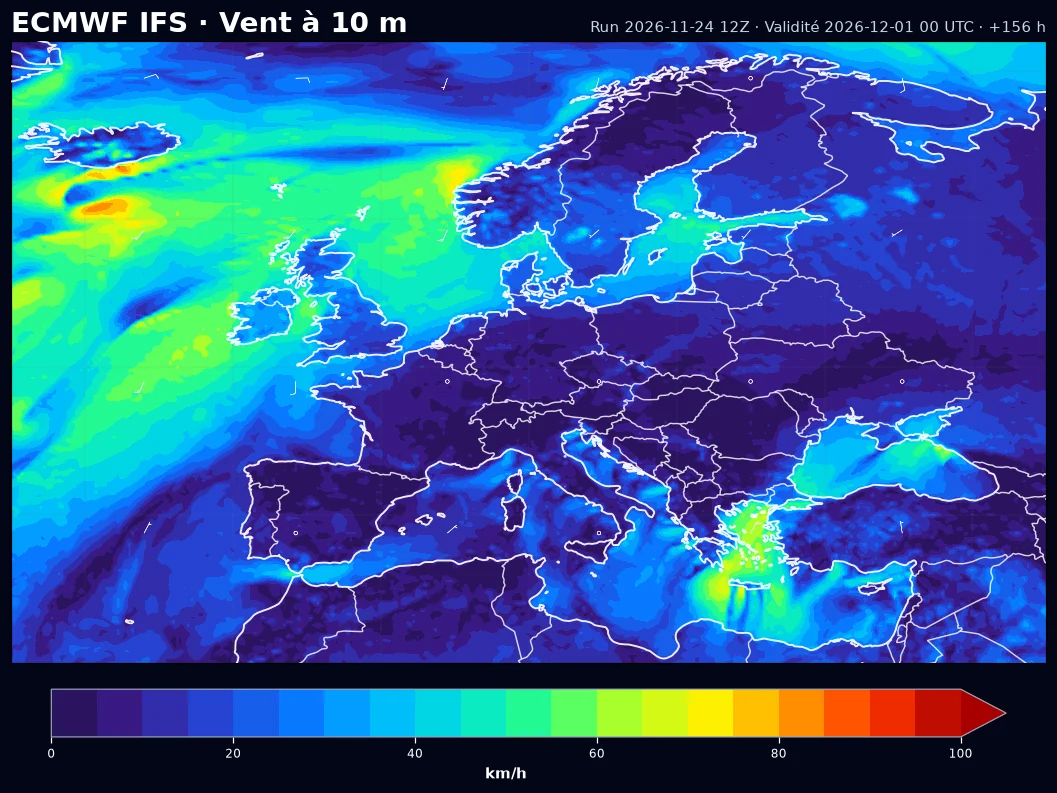 ECMWF IFS · Vent à 10 m
Run 2026-11-24 12Z · Validité 2026-12-01 00 UTC · +156 h
0 20 40 60 80 100
km/h